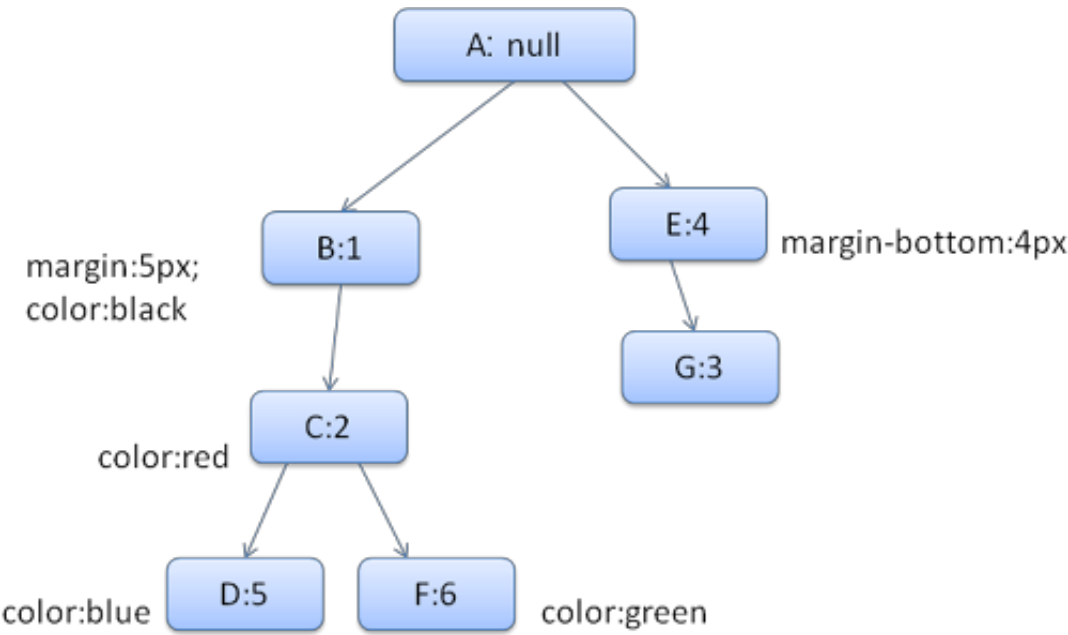 A: null
B:1
E:4
margin-bottom:4px
margin:5px;
color:black
G:3
C:2
color:red
D:5
F:6
color:blue
color:green